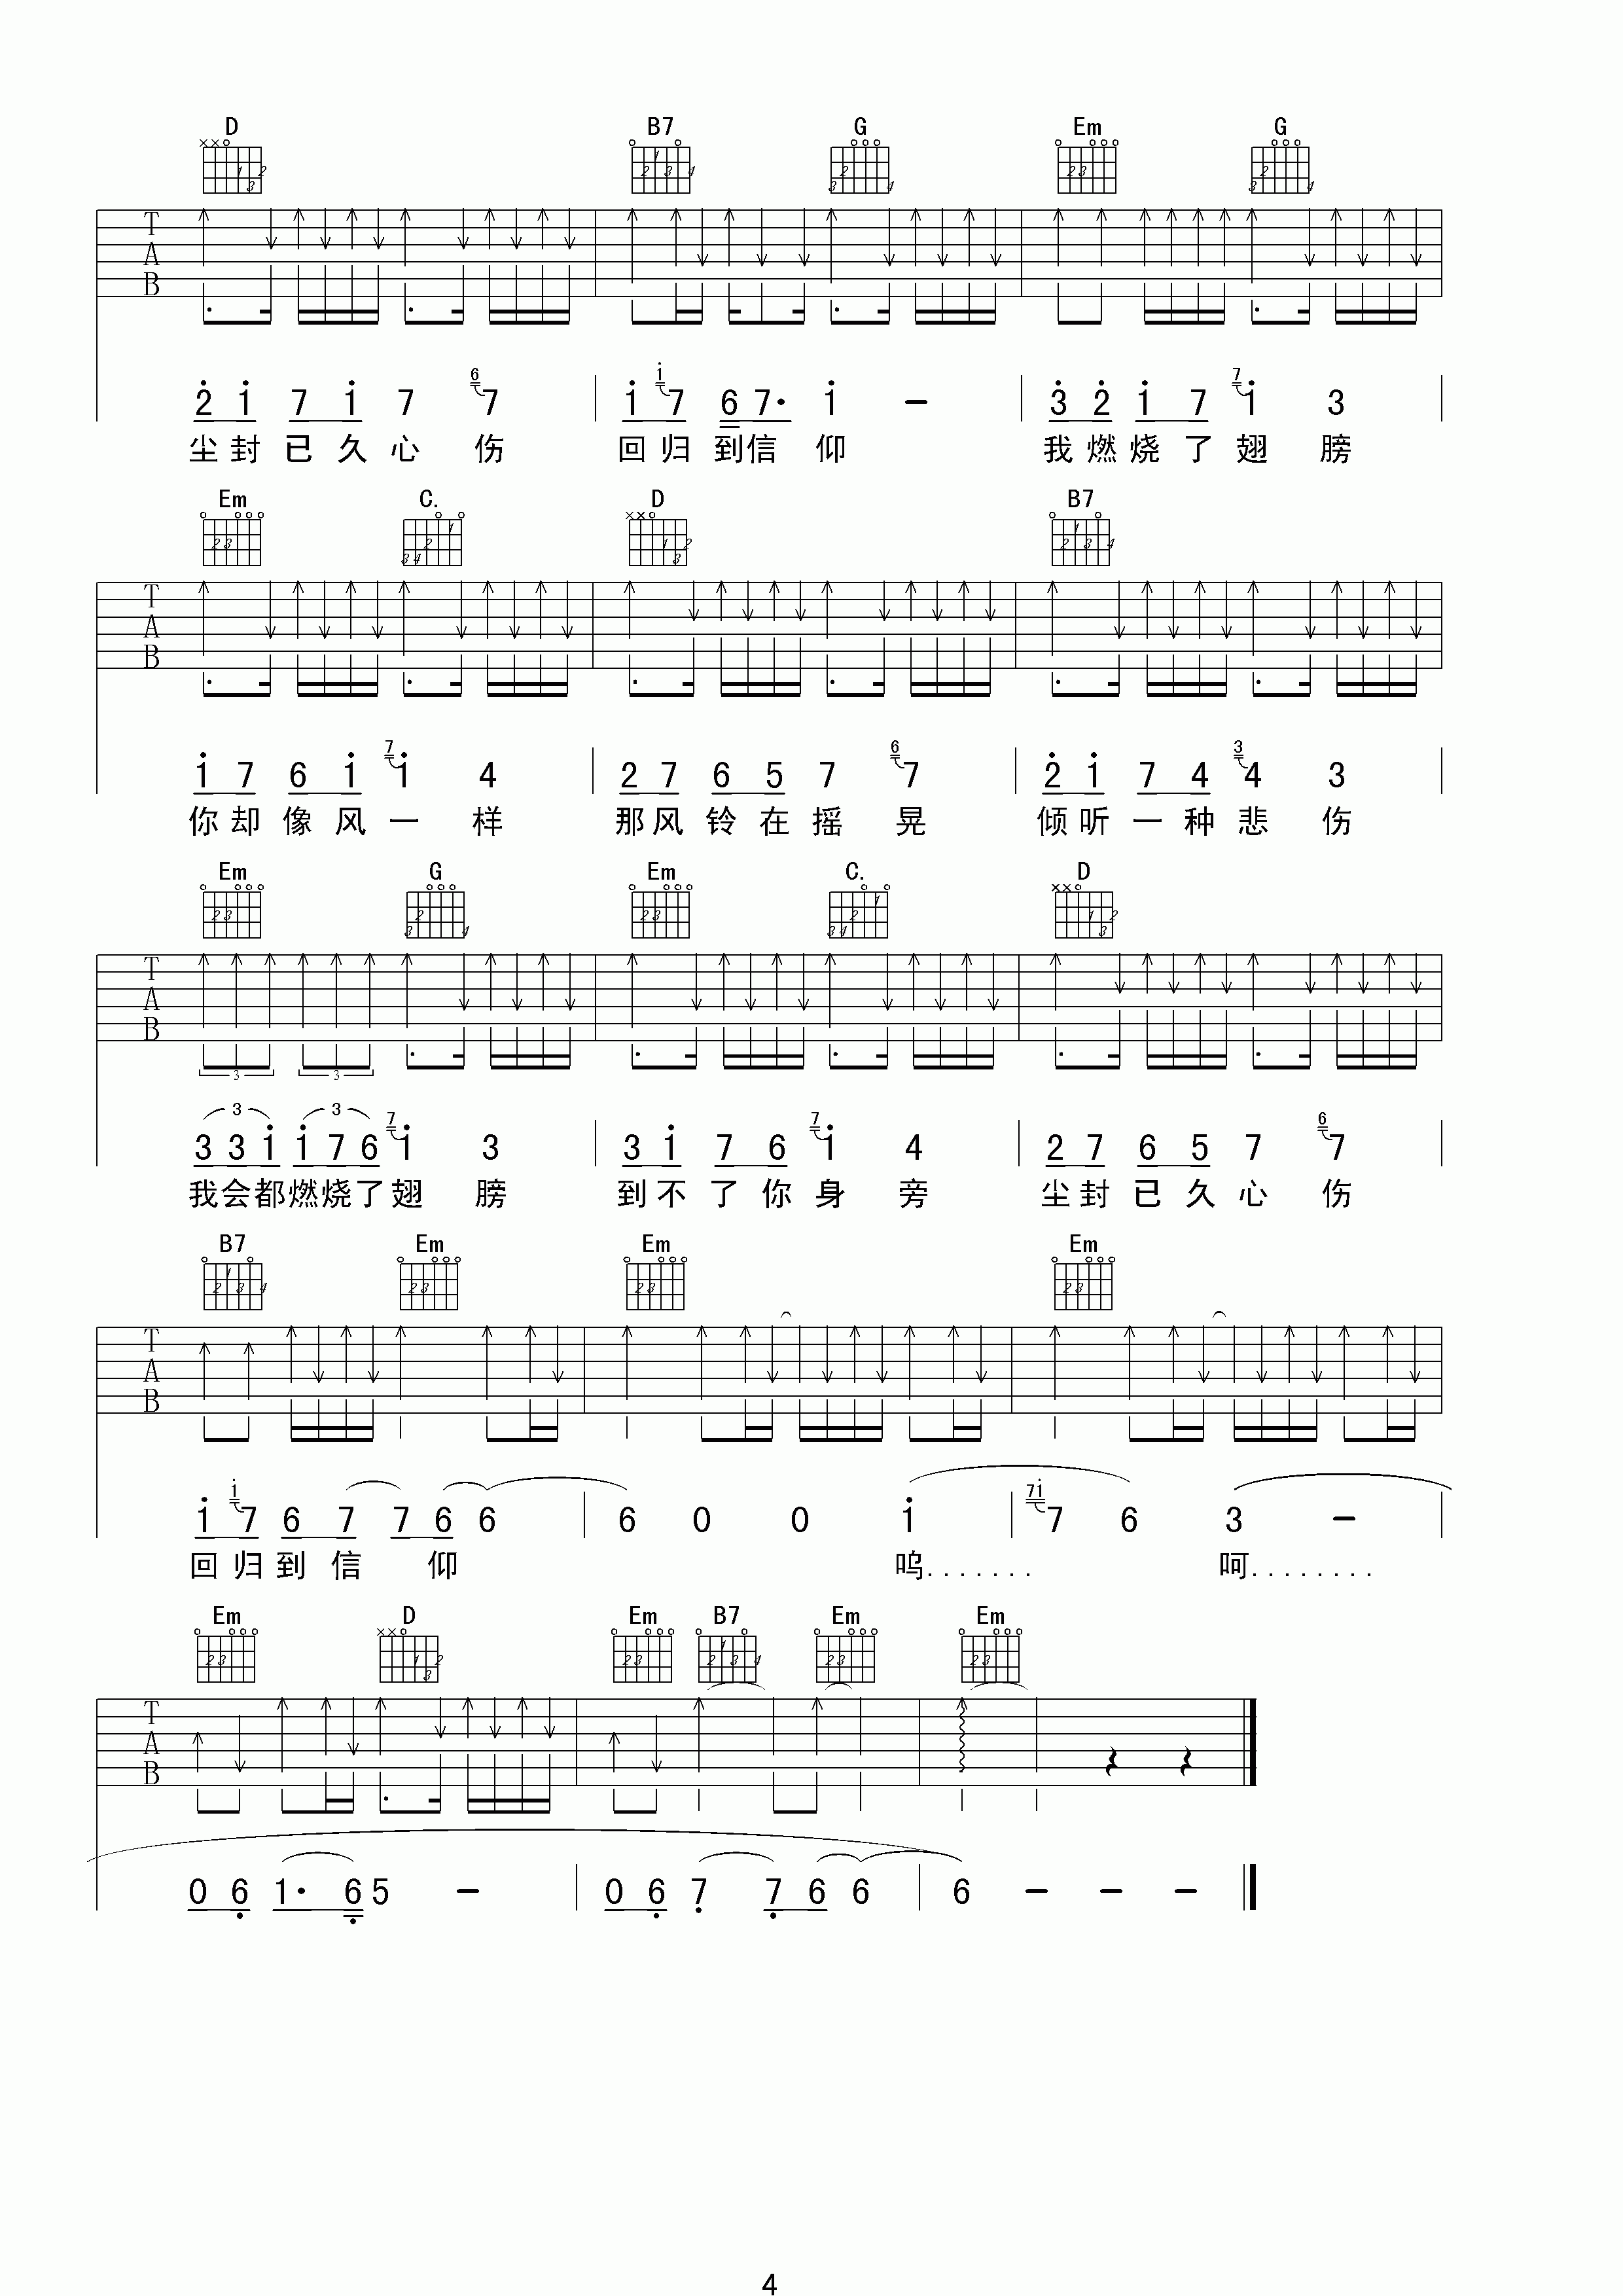 D B7 G Em G
T A B
2̇ 1̇ 7 1̇ 7 6 7 | 1̇ 1̇ 7 6 7· 1̇ - | 3̇ 2̇ 1̇ 7 7 1̇ 3 |
尘封已久心伤 回归到信仰 我燃烧了翅膀
Em C. D B7
T A B
1̇ 7 6 1̇ 7 1̇ 4 | 2 7 6 5 7 6 7 | 2̇ 1̇ 7 4 3 4 3 |
你却像风一样 那风铃在摇晃 倾听一种悲伤
Em G Em C. D
T A B
3 3
3 3 7 7 6
3 3 1̇ 1̇ 7 6 1̇ 3 | 3 1̇ 7 6 1̇ 4 | 2 7 6 5 7 7 |
我会都燃烧了翅膀 到不了你身旁 尘封已久心伤
B7 Em Em Em
T A B
1̇ 1̇ 7 6 7 7 6 6 | 6 0 0 1̇ | 7 1̇ 7 6 3 - |
回归到信仰 呜....... 呵........
Em D Em B7 Em Em
T A B
0 6̣ 1· 6̣ 5 - | 0 6̣ 7̣ 7̣ 6 6 | 6 - - - ‖
4